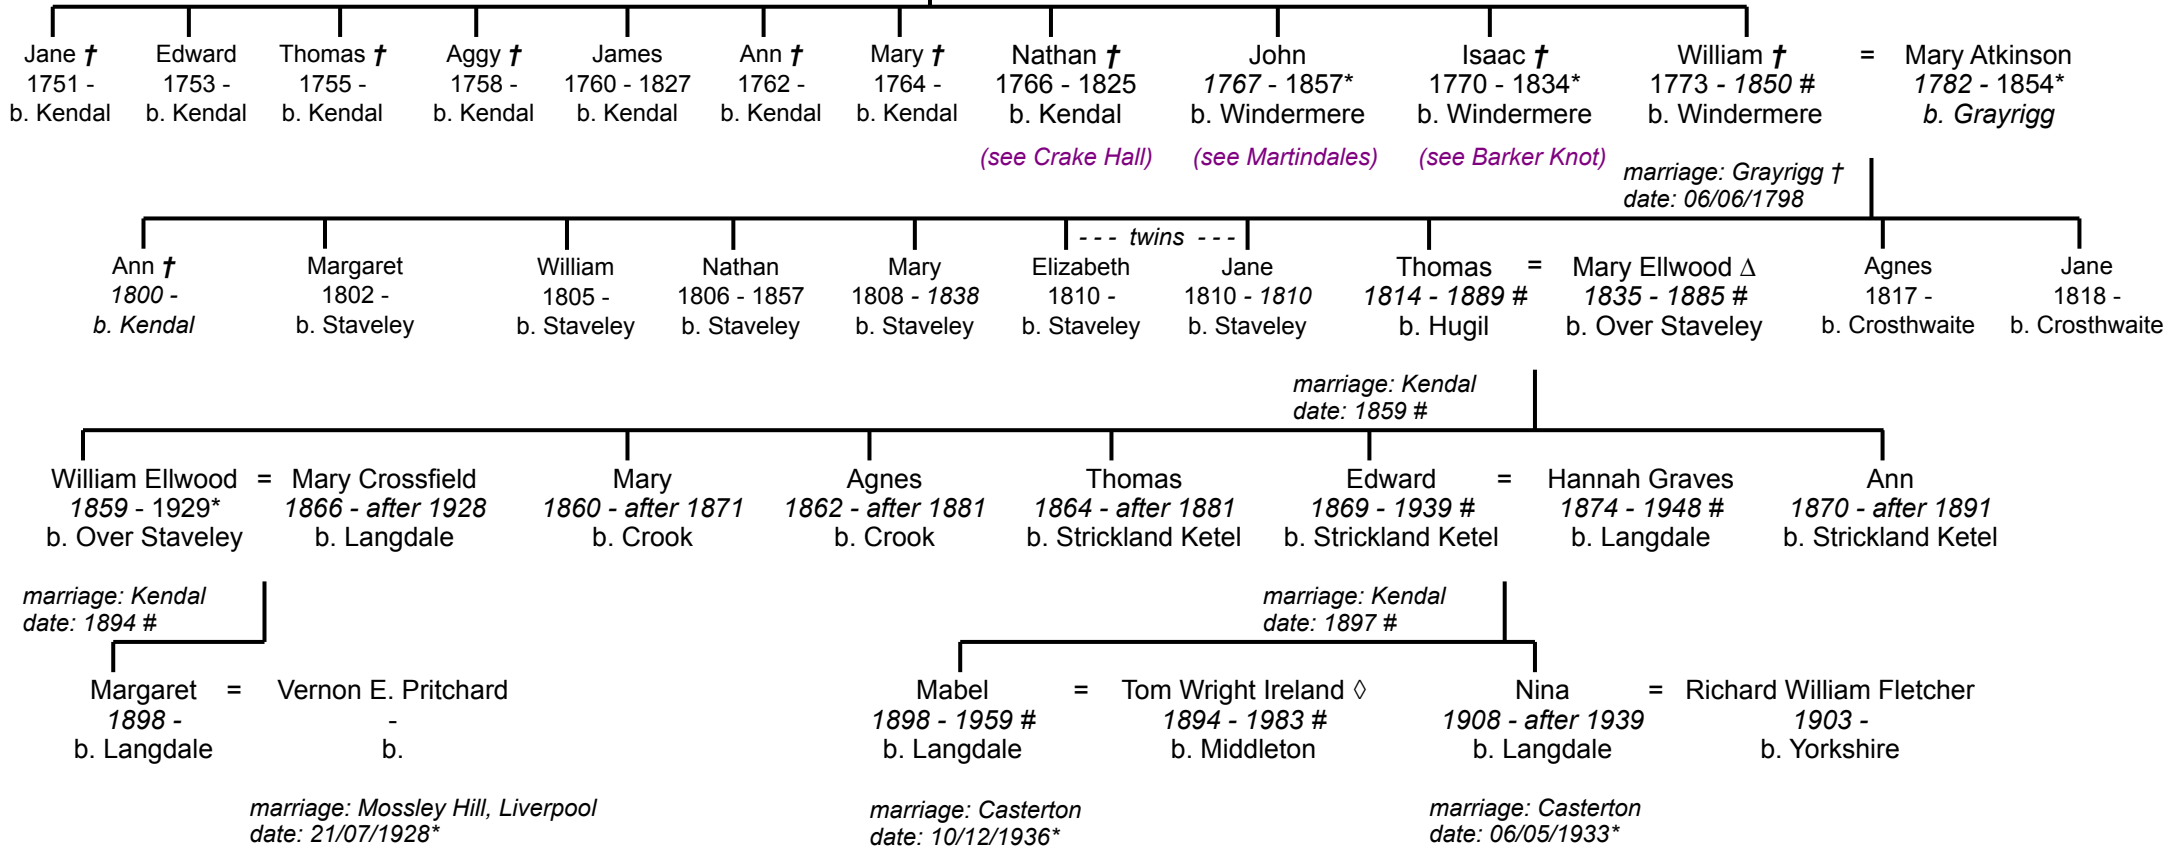 Jane † Edward Thomas † Aggy † James Ann † Mary † Nathan † John Isaac † William † = Mary Atkinson
1751 - 1753 - 1755 - 1758 - 1760 - 1827 1762 - 1764 - 1766 - 1825 1767 - 1857* 1770 - 1834* 1773 - 1850 # 1782 - 1854*
b. Kendal b. Kendal b. Kendal b. Kendal b. Kendal b. Kendal b. Kendal b. Kendal b. Windermere b. Windermere b. Windermere b. Grayrigg
(see Crake Hall) (see Martindales) (see Barker Knot)
marriage: Grayrigg †
date: 06/06/1798
- - - twins - - -
Ann † Margaret William Nathan Mary Elizabeth Jane Thomas = Mary Ellwood Δ Agnes Jane
1800 - 1802 - 1805 - 1806 - 1857 1808 - 1838 1810 - 1810 - 1810 1814 - 1889 # 1835 - 1885 # 1817 - 1818 -
b. Kendal b. Staveley b. Staveley b. Staveley b. Staveley b. Staveley b. Staveley b. Hugil b. Over Staveley b. Crosthwaite b. Crosthwaite
marriage: Kendal
date: 1859 #
William Ellwood = Mary Crossfield Mary Agnes Thomas Edward = Hannah Graves Ann
1859 - 1929* 1866 - after 1928 1860 - after 1871 1862 - after 1881 1864 - after 1881 1869 - 1939 # 1874 - 1948 # 1870 - after 1891
b. Over Staveley b. Langdale b. Crook b. Crook b. Strickland Ketel b. Strickland Ketel b. Langdale b. Strickland Ketel
marriage: Kendal marriage: Kendal
date: 1894 # date: 1897 #
Margaret = Vernon E. Pritchard Mabel = Tom Wright Ireland ◊ Nina = Richard William Fletcher
1898 - - 1898 - 1959 # 1894 - 1983 # 1908 - after 1939 1903 -
b. Langdale b. b. Langdale b. Middleton b. Langdale b. Yorkshire
marriage: Mossley Hill, Liverpool marriage: Casterton marriage: Casterton
date: 21/07/1928* date: 10/12/1936* date: 06/05/1933*